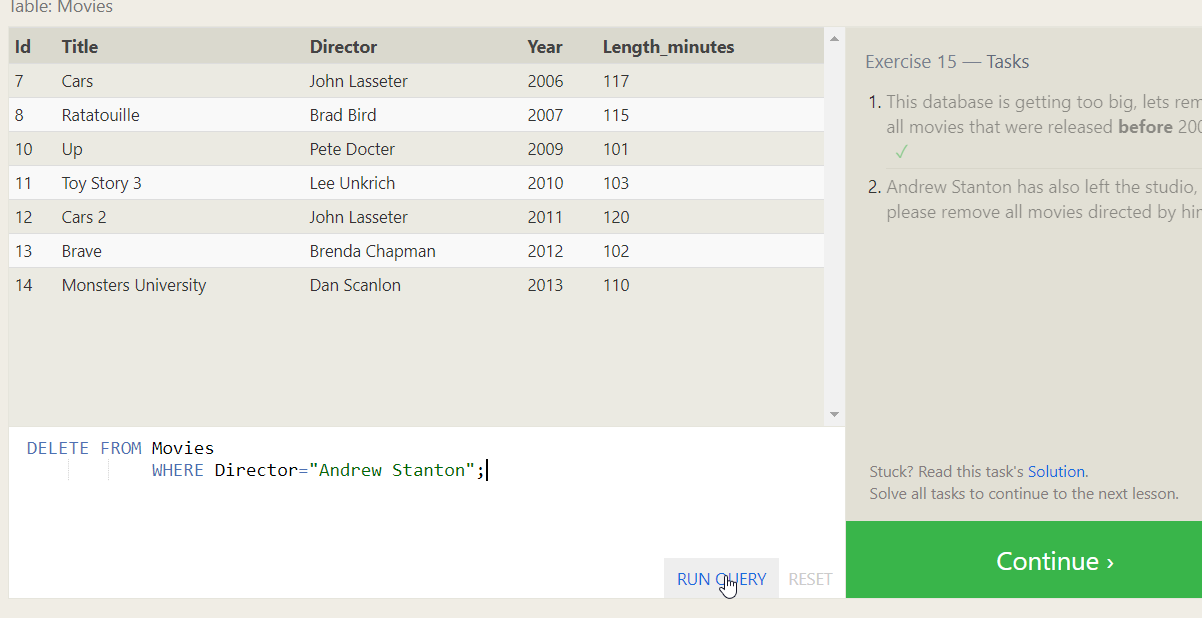 Table: Movies
Id Title Director Year Length_minutes
7 Cars John Lasseter 2006 117
8 Ratatouille Brad Bird 2007 115
10 Up Pete Docter 2009 101
11 Toy Story 3 Lee Unkrich 2010 103
12 Cars 2 John Lasseter 2011 120
13 Brave Brenda Chapman 2012 102
14 Monsters University Dan Scanlon 2013 110
DELETE FROM Movies
WHERE Director="Andrew Stanton";
RUN QUERY RESET
Exercise 15 — Tasks
1. This database is getting too big, lets rem
all movies that were released before 200
✓
2. Andrew Stanton has also left the studio,
please remove all movies directed by hi
Stuck? Read this task's Solution.
Solve all tasks to continue to the next lesson.
Continue ›